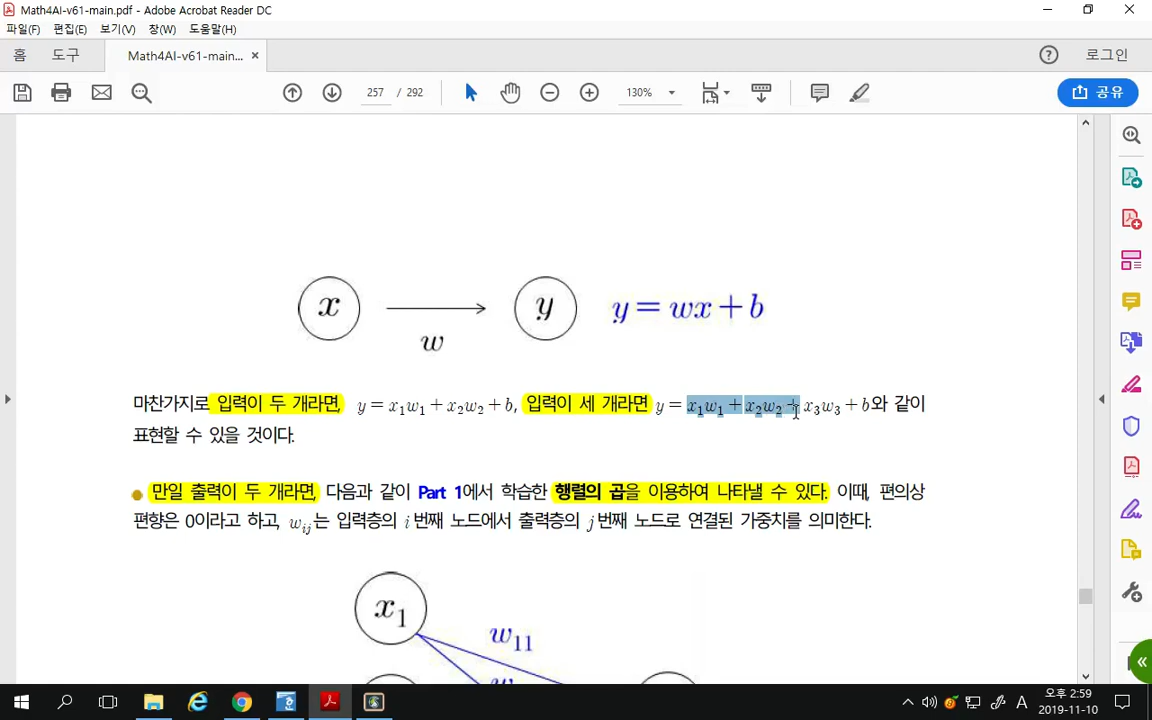 Math4AI-v61-main.pdf - Adobe Acrobat Reader DC
파일(F) 편집(E) 보기(V) 창(W) 도움말(H)
홈 도구 Math4AI-v61-main... × 로그인
257 / 292 130% 공유
x y y = wx + b
w
마찬가지로 입력이 두 개라면, y = x₁w₁ + x₂w₂ + b, 입력이 세 개라면 y = x₁w₁ + x₂w₂ + x₃w₃ + b와 같이
표현할 수 있을 것이다.
만일 출력이 두 개라면, 다음과 같이 Part 1에서 학습한 행렬의 곱을 이용하여 나타낼 수 있다. 이때, 편의상
편향은 0이라고 하고, wᵢⱼ는 입력층의 i 번째 노드에서 출력층의 j 번째 노드로 연결된 가중치를 의미한다.
x₁
w₁₁
A 오후 2:59
2019-11-10